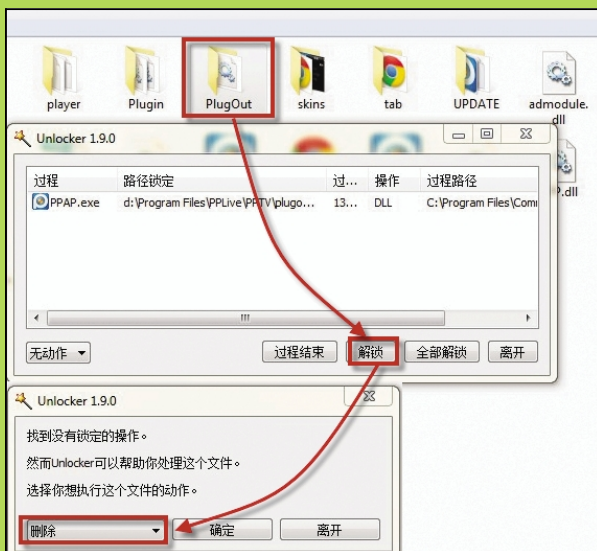 player Plugin PlugOut skins tab UPDATE admodule.
dll
Unlocker 1.9.0
过程 路径锁定 过... 操作 过程路径
PPAP.exe d:\Program Files\PPLive\PPTV\plugo... 13... DLL C:\Program Files\Com
.dll
无动作 过程结束 解锁 全部解锁 离开
Unlocker 1.9.0
找到没有锁定的操作。
然而Unlocker可以帮助你处理这个文件。
选择你想执行这个文件的动作。
删除 确定 离开